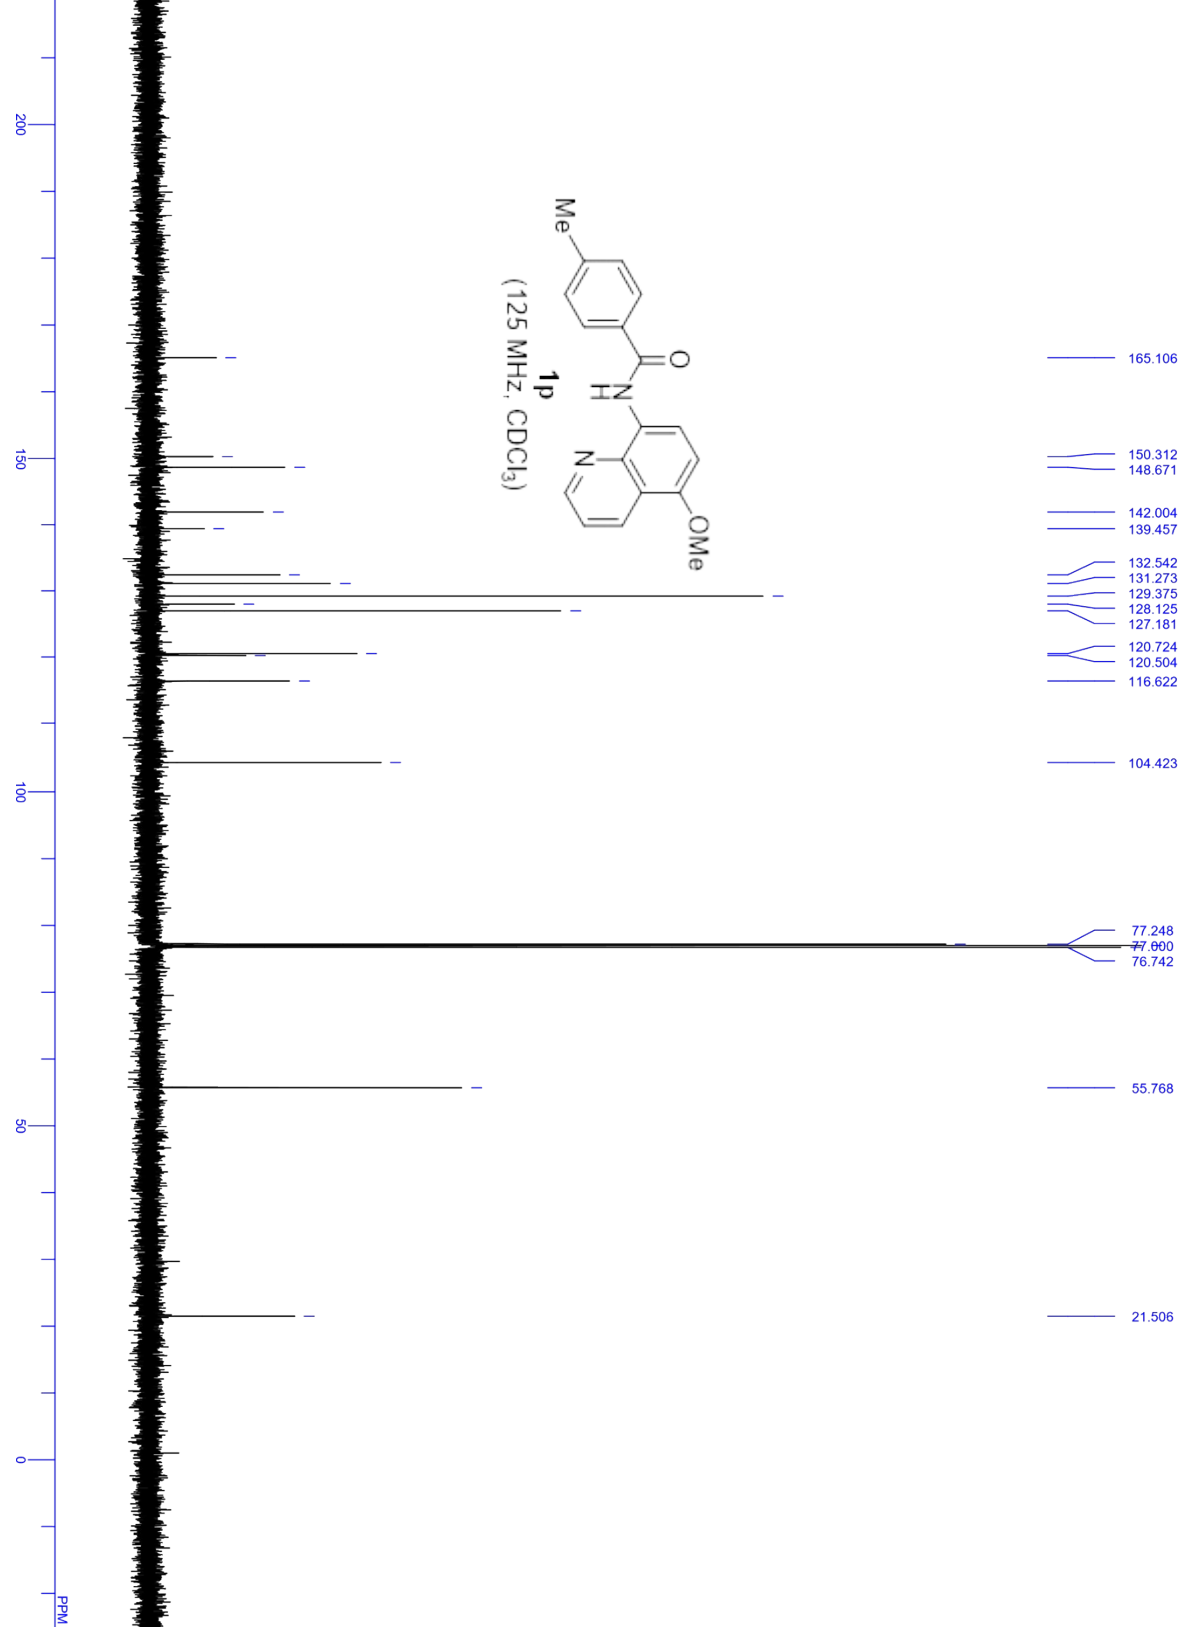 200
150
100
50
0
PPM
Me
O
N
H
N
OMe
1p
(125 MHz, CDCl₃)
165.106
150.312
148.671
142.004
139.457
132.542
131.273
129.375
128.125
127.181
120.724
120.504
116.622
104.423
77.248
77.000
76.742
55.768
21.506